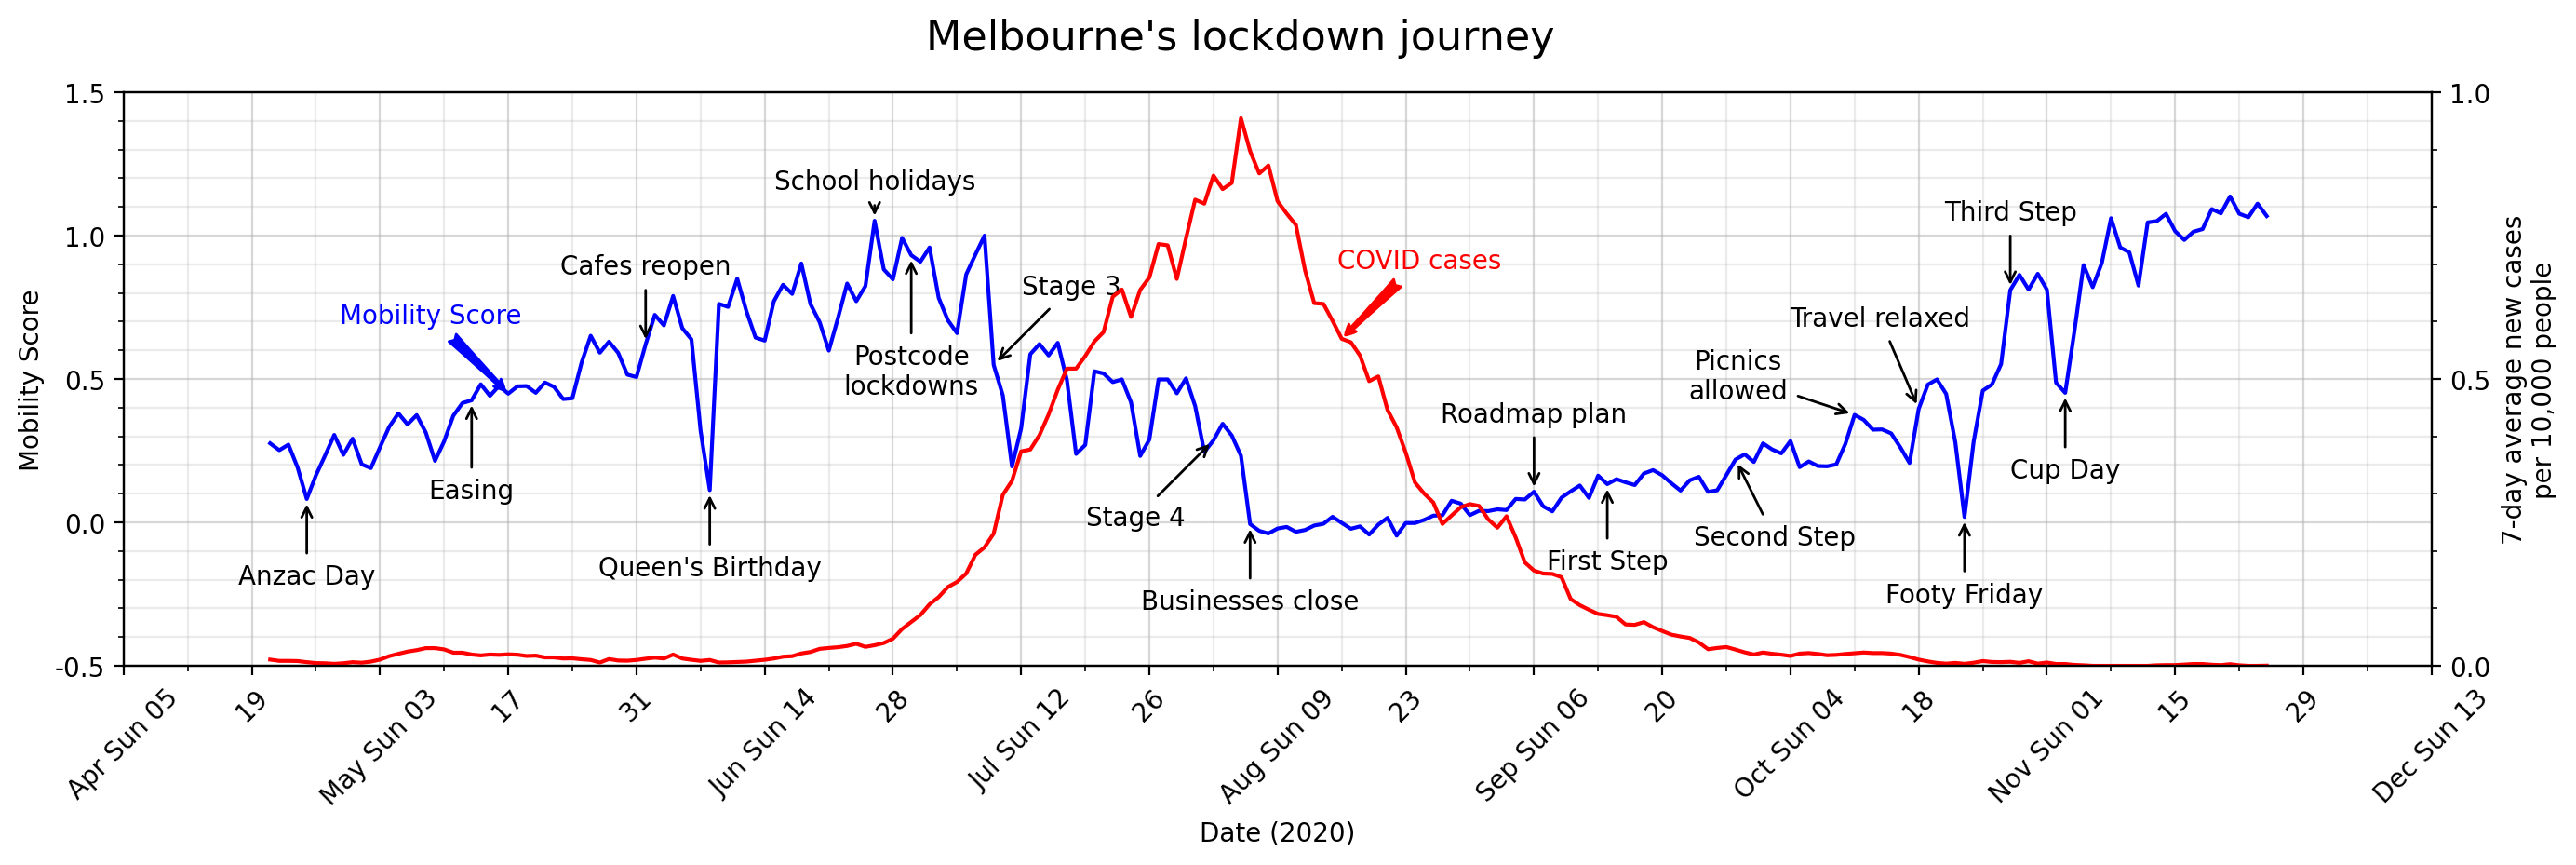 Melbourne's lockdown journey
1.5
1.0
0.5
0.0
-0.5
Mobility Score
1.0
0.5
0.0
7-day average new cases
per 10,000 people
School holidays
Third Step
Cafes reopen
COVID cases
Stage 3
Mobility Score
Travel relaxed
Postcode
lockdowns
Picnics
allowed
Roadmap plan
Cup Day
Easing
Stage 4
Second Step
First Step
Queen's Birthday
Anzac Day
Businesses close
Footy Friday
Apr Sun 05
19
May Sun 03
17
31
Jun Sun 14
28
Jul Sun 12
26
Aug Sun 09
23
Sep Sun 06
20
Oct Sun 04
18
Nov Sun 01
15
29
Dec Sun 13
Date (2020)